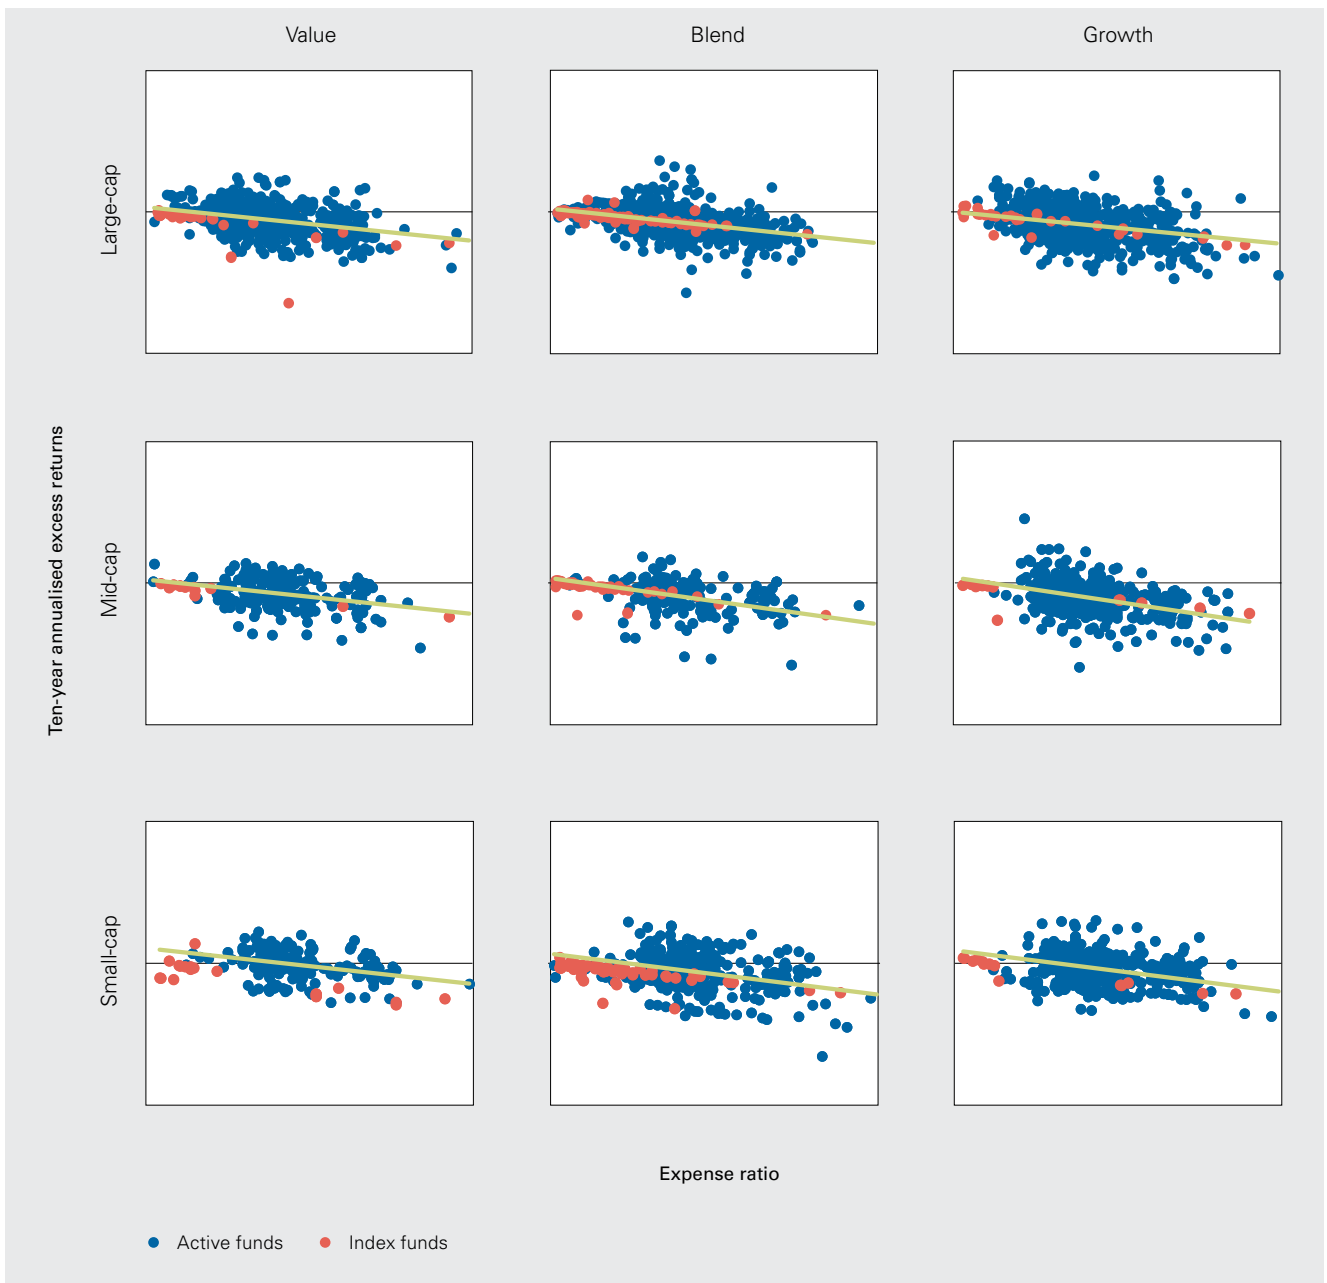 Value
Blend
Growth
Large-cap
Mid-cap
Small-cap
Ten-year annualised excess returns
Expense ratio
Active funds
Index funds